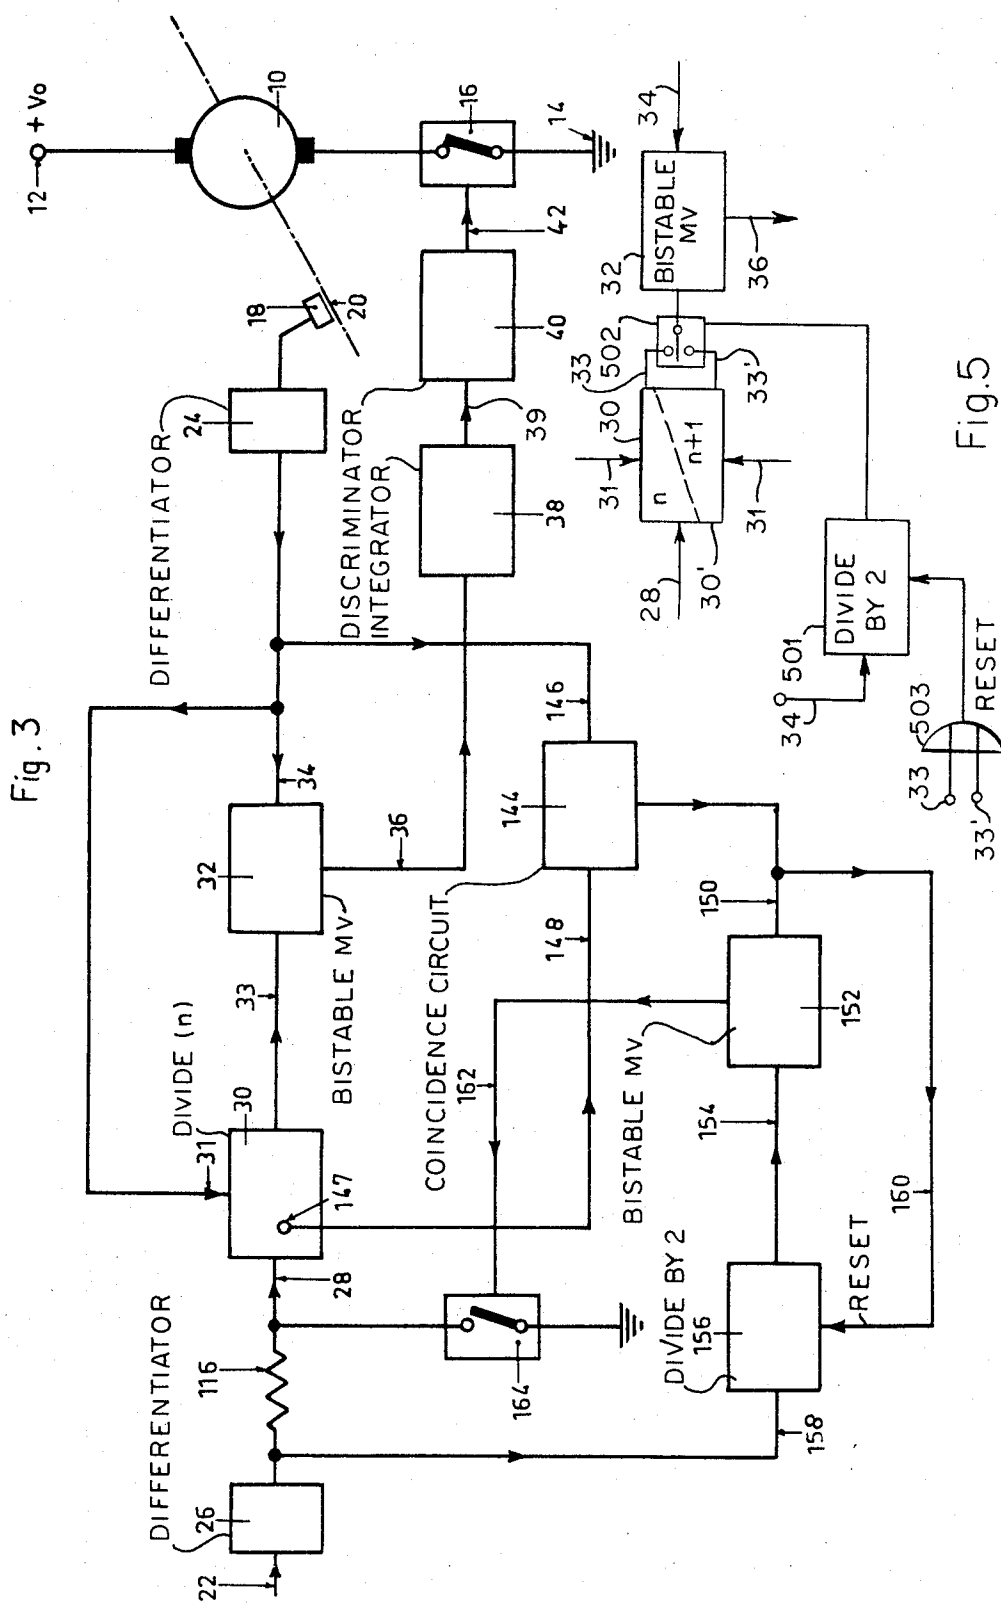 Fig. 3
12
+ Vo
10
16
14
18
20
42
DIFFERENTIATOR
24
DISCRIMINATOR
40
INTEGRATOR
39
38
34
32
36
BISTABLE MV
33
DIVIDE (n)
31
30
147
28
116
DIFFERENTIATOR
26
22
146
144
COINCIDENCE CIRCUIT
148
150
152
BISTABLE MV
162
154
164
DIVIDE BY 2
156
158
160
RESET
Fig. 5
34
BISTABLE
MV
32
36
502
33
33'
30
n
n+1
31
31
28
30'
DIVIDE
BY 2
501
34
RESET
503
33
33'